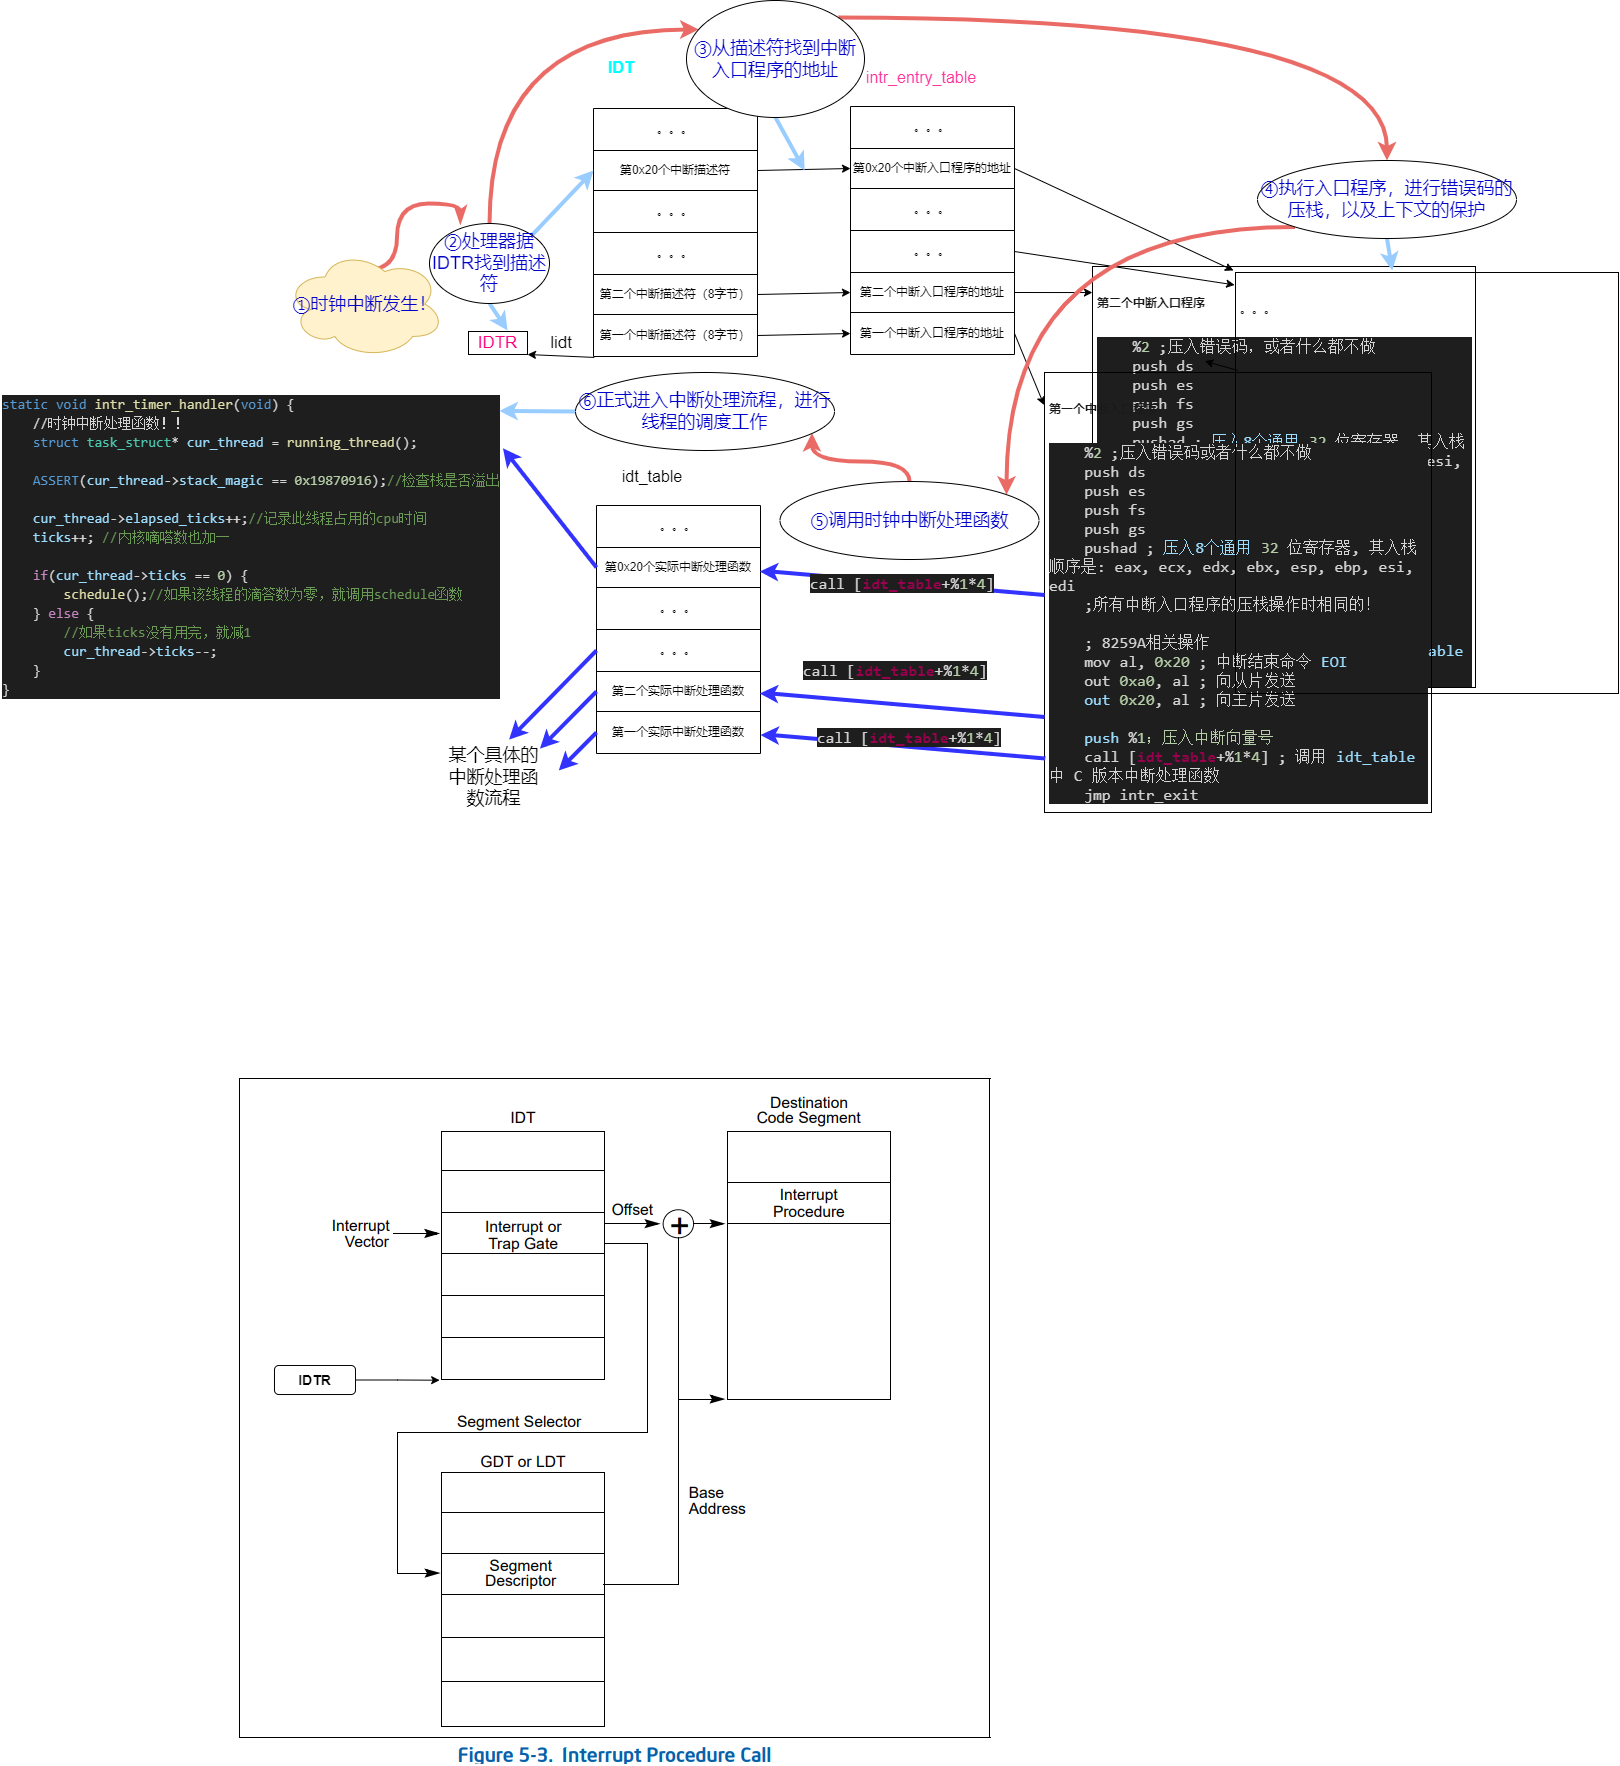 ③从描述符找到中断
入口程序的地址
IDT
intr_entry_table
。。。
第0x20个中断描述符
。。。
。。。
第二个中断描述符（8字节）
第一个中断描述符（8字节）
。。。
第0x20个中断入口程序的地址
。。。
。。。
第二个中断入口程序的地址
第一个中断入口程序的地址
④执行入口程序，进行错误码的
压栈，以及上下文的保护
②处理器据
IDTR找到描述
符
①时钟中断发生！
IDTR
lidt
第二个中断入口程序
。。。
%2 ;压入错误码，或者什么都不做
push ds
push es
push fs
push gs
pushad ; 压入8个通用 32 位寄存器, 其入栈
esi,
able
第一个中
%2 ;压入错误码或者什么都不做
push ds
push es
push fs
push gs
pushad ; 压入8个通用 32 位寄存器, 其入栈
顺序是: eax, ecx, edx, ebx, esp, ebp, esi,
edi
;所有中断入口程序的压栈操作时相同的!
; 8259A相关操作
mov al, 0x20 ; 中断结束命令 EOI
out 0xa0, al ; 向从片发送
out 0x20, al ; 向主片发送
push %1; 压入中断向量号
call [idt_table+%1*4] ; 调用 idt_table
中 C 版本中断处理函数
jmp intr_exit
⑥正式进入中断处理流程，进行
线程的调度工作
static void intr_timer_handler(void) {
//时钟中断处理函数！！
struct task_struct* cur_thread = running_thread();
ASSERT(cur_thread->stack_magic == 0x19870916);//检查栈是否溢出
cur_thread->elapsed_ticks++;//记录此线程占用的cpu时间
ticks++; //内核嘀嗒数也加一
if(cur_thread->ticks == 0) {
schedule();//如果该线程的滴答数为零，就调用schedule函数
} else {
//如果ticks没有用完，就减1
cur_thread->ticks--;
}
}
idt_table
⑤调用时钟中断处理函数
。。。
第0x20个实际中断处理函数
。。。
。。。
第二个实际中断处理函数
第一个实际中断处理函数
call [idt_table+%1*4]
call [idt_table+%1*4]
call [idt_table+%1*4]
某个具体的
中断处理函
数流程
IDT
Destination
Code Segment
Interrupt
Vector
Interrupt or
Trap Gate
Offset
+
Interrupt
Procedure
IDTR
Segment Selector
GDT or LDT
Base
Address
Segment
Descriptor
Figure 5-3. Interrupt Procedure Call